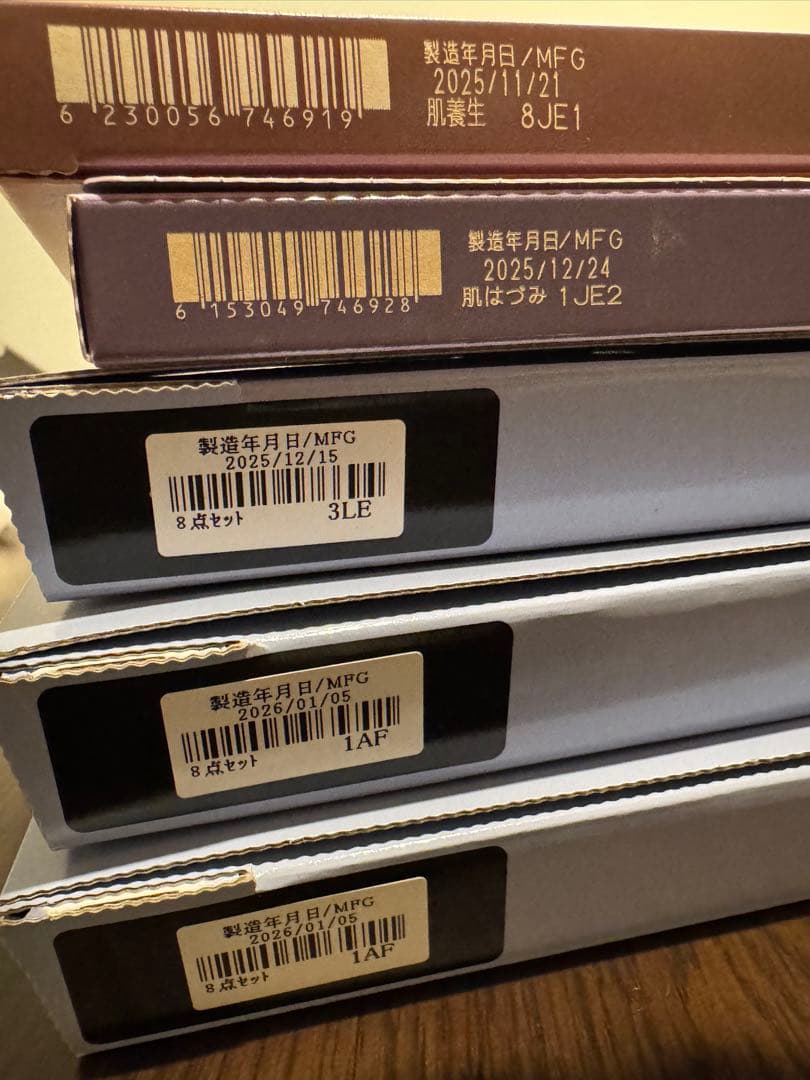 製造年月日/MFG
2025/11/21
肌養生 8JE1
6 230056 746919
製造年月日/MFG
2025/12/24
肌はづみ 1JE2
6 153049 746928
製造年月日/MFG
2025/12/15
8点セット 3LE
製造年月日/MFG
2026/01/05
8点セット 1AF
製造年月日/MFG
2026/01/05
8点セット 1AF